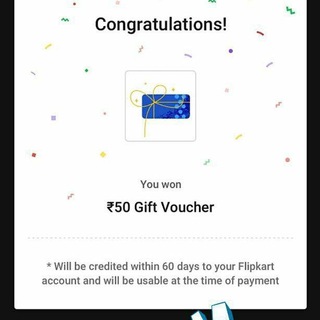 Congratulations!
You won
₹50 Gift Voucher
* Will be credited within 60 days to your Flipkart
account and will be usable at the time of payment